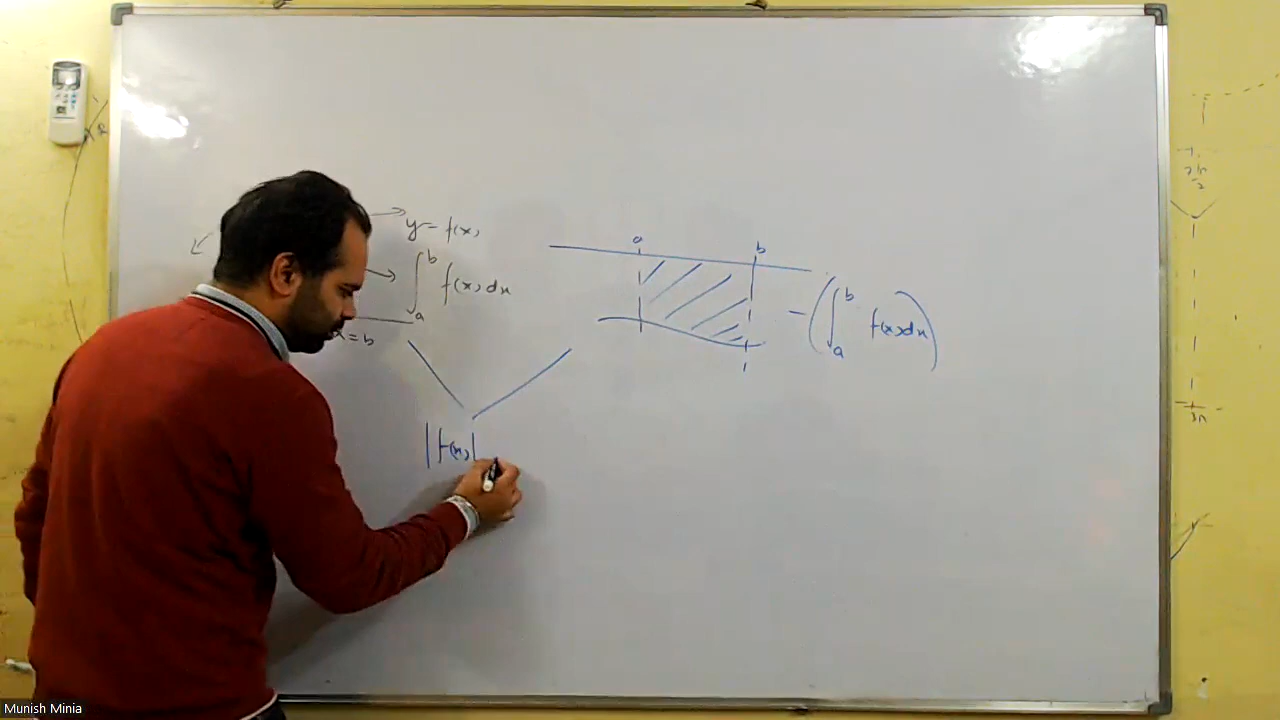 y = f(x)
∫ₐᵇ f(x) dx
x = b
a b
- (∫ₐᵇ f(x) dx)
|f(x)|
Munish Minia